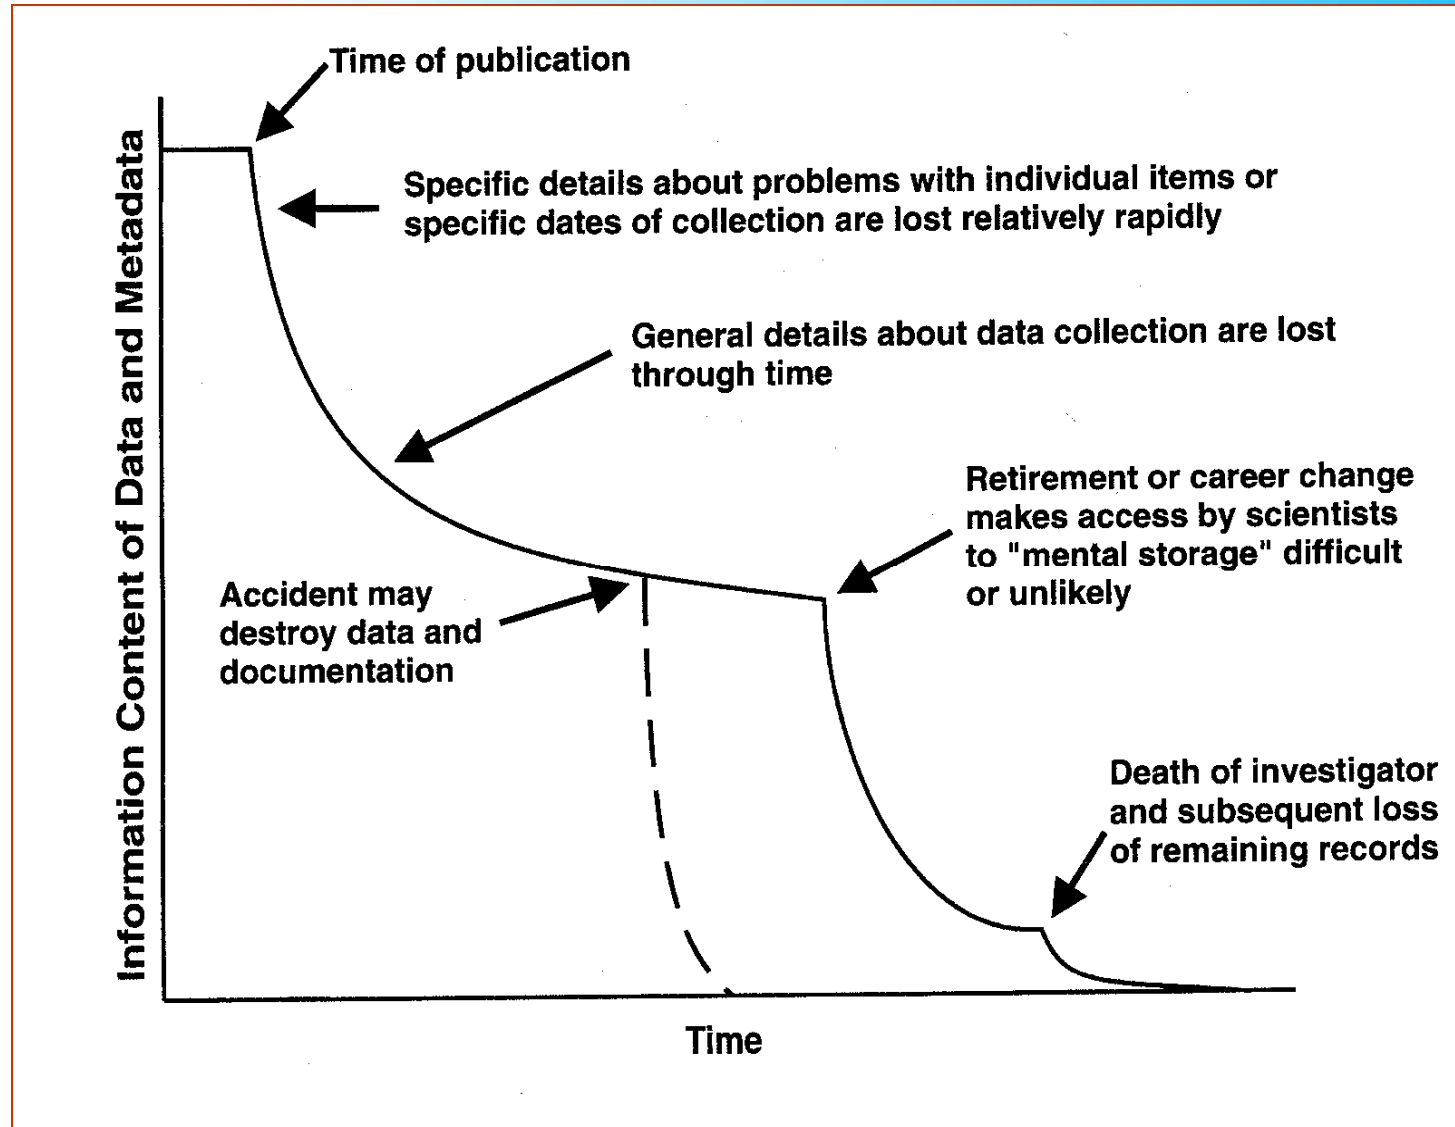 Time of publication
Specific details about problems with individual items or
specific dates of collection are lost relatively rapidly
General details about data collection are lost
through time
Retirement or career change
makes access by scientists
to "mental storage" difficult
or unlikely
Accident may
destroy data and
documentation
Death of investigator
and subsequent loss
of remaining records
Information Content of Data and Metadata
Time